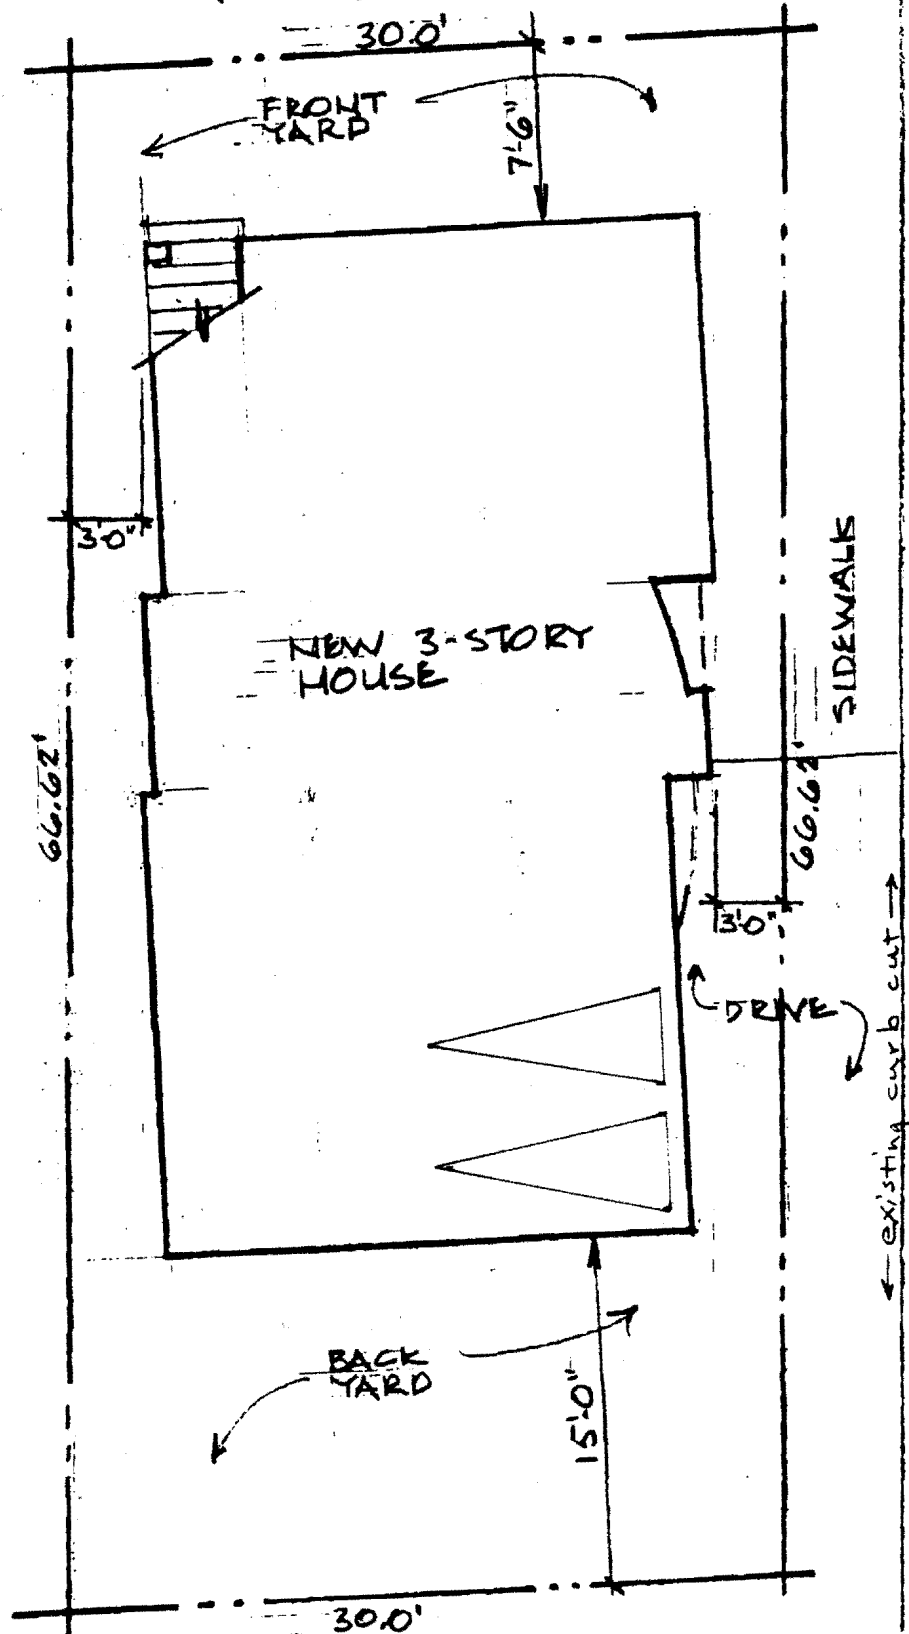 30.0'
FRONT
YARD
7'-6"
3'0"
NEW 3-STORY
HOUSE
SIDEWALK
66.62'
66.62'
3'0"
DRIVE
← existing curb cut →
BACK
YARD
15'-0"
30.0'